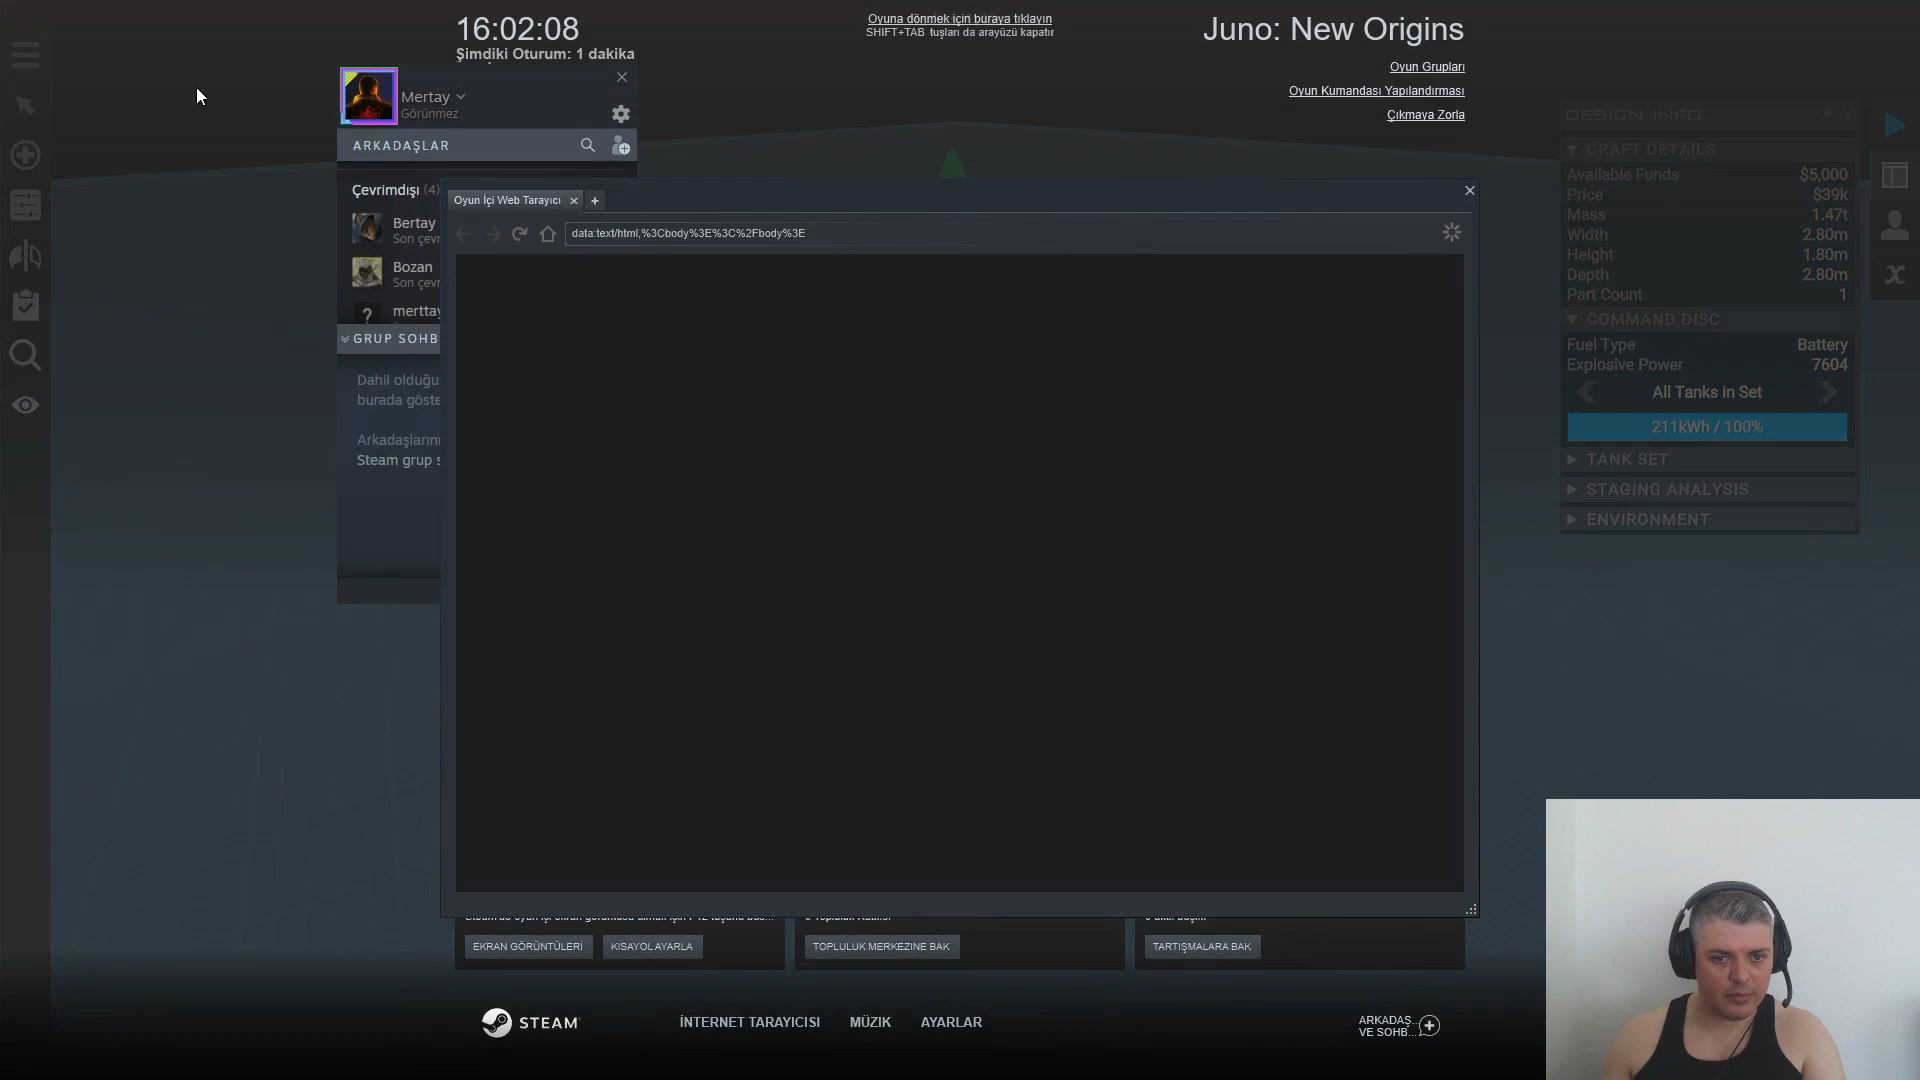 16:02:08
Şimdiki Oturum: 1 dakika
Oyuna dönmek için buraya tıklayın
SHIFT+TAB tuşları da arayüzü kapatır
Juno: New Origins
Oyun Grupları
Oyun Kumandası Yapılandırması
Çıkmaya Zorla
Mertay
Görünmez
ARKADAŞLAR
Çevrimdışı (4)
Bertay
Son çevr
Bozan
Son çevr
merttay
GRUP SOHB
Dahil olduğu
burada göste
Arkadaşlarını
Steam grup s
Oyun İçi Web Tarayıcı
data:text/html,%3Cbody%3E%3C%2Fbody%3E
DESIGN INFO
CRAFT DETAILS
Available Funds $5,000
Price $39k
Mass 1.47t
Width 2.80m
Height 1.80m
Depth 2.80m
Part Count 1
COMMAND DISC
Fuel Type Battery
Explosive Power 7604
All Tanks in Set
211kWh / 100%
TANK SET
STAGING ANALYSIS
ENVIRONMENT
EKRAN GÖRÜNTÜLERİ
KISAYOL AYARLA
TOPLULUK MERKEZINE BAK
TARTIŞMALARA BAK
STEAM
İNTERNET TARAYICISI
MÜZIK
AYARLAR
ARKADAŞ...
VE SOHB...